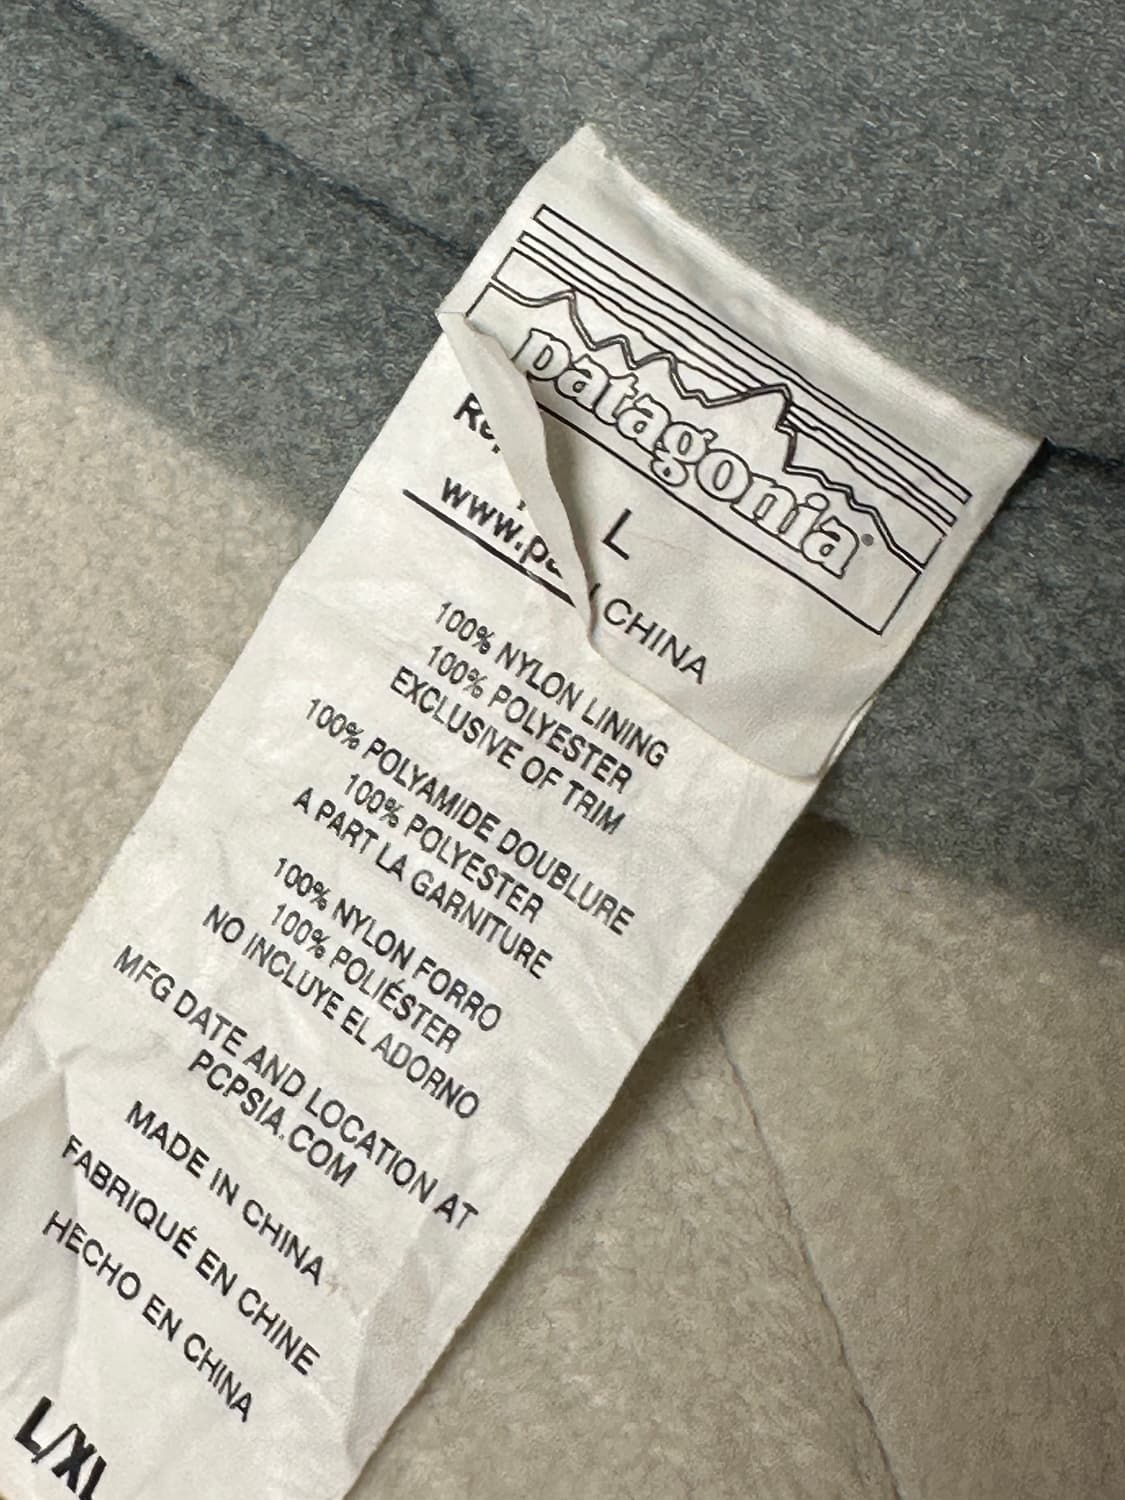 patagonia®
L
CHINA
www.pa
100% NYLON LINING
100% POLYESTER
EXCLUSIVE OF TRIM
100% POLYAMIDE DOUBLURE
100% POLYESTER
A PART LA GARNITURE
100% NYLON FORRO
100% POLIÉSTER
NO INCLUYE EL ADORNO
MFG DATE AND LOCATION AT
PCPSIA.COM
MADE IN CHINA
FABRIQUÉ EN CHINE
HECHO EN CHINA
L/XL